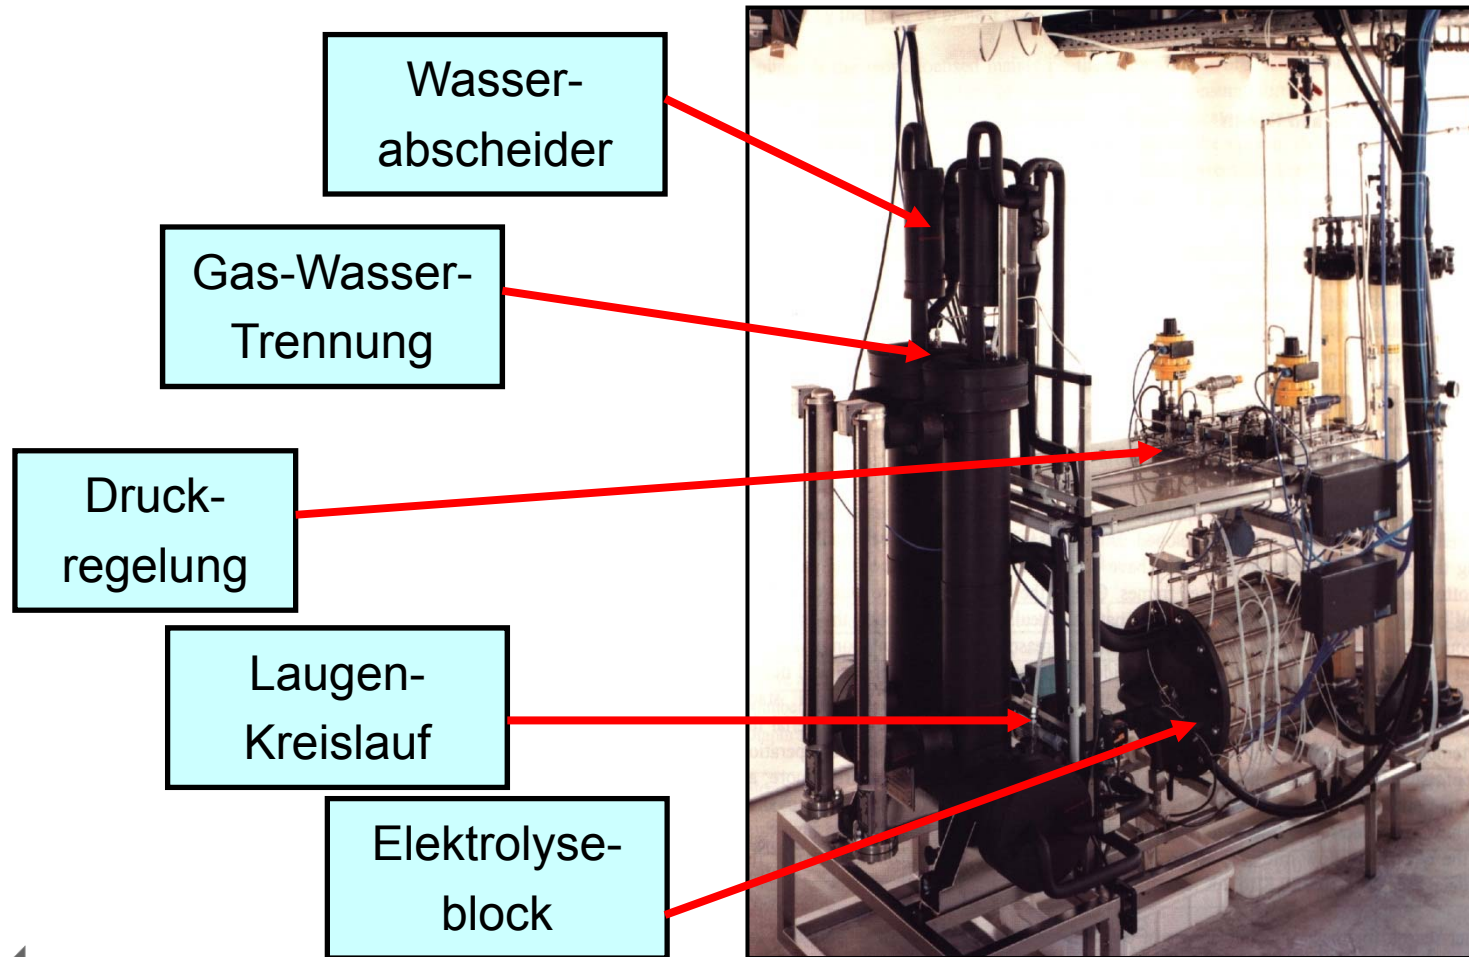 Wasser-
abscheider
Gas-Wasser-
Trennung
Druck-
regelung
Laugen-
Kreislauf
Elektrolyse-
block